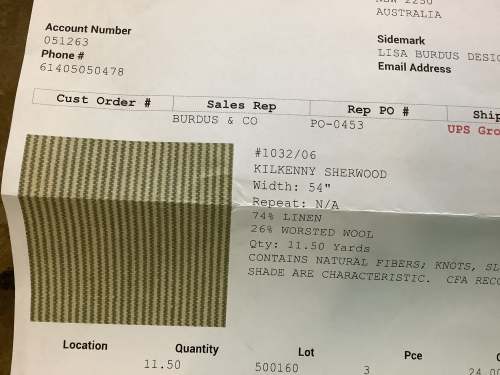 NSW 2250
AUSTRALIA
Account Number
051263
Phone #
61405050478
Sidemark
LISA BURDUS
Email Address
Cust Order #
Sales Rep
Rep PO #
BURDUS & CO
PO-0453
UPS
#1032/06
KILKENNY SHERWOOD
Width: 54"
Repeat: N/A
74% LINEN
26% WORSTED WOOL
Qty: 11.50 Yards
CONTAINS NATURAL FIBERS; KNOTS,
SHADE ARE CHARACTERISTIC. CFA
Location
Quantity
Lot
Pce
11.50
500160
3